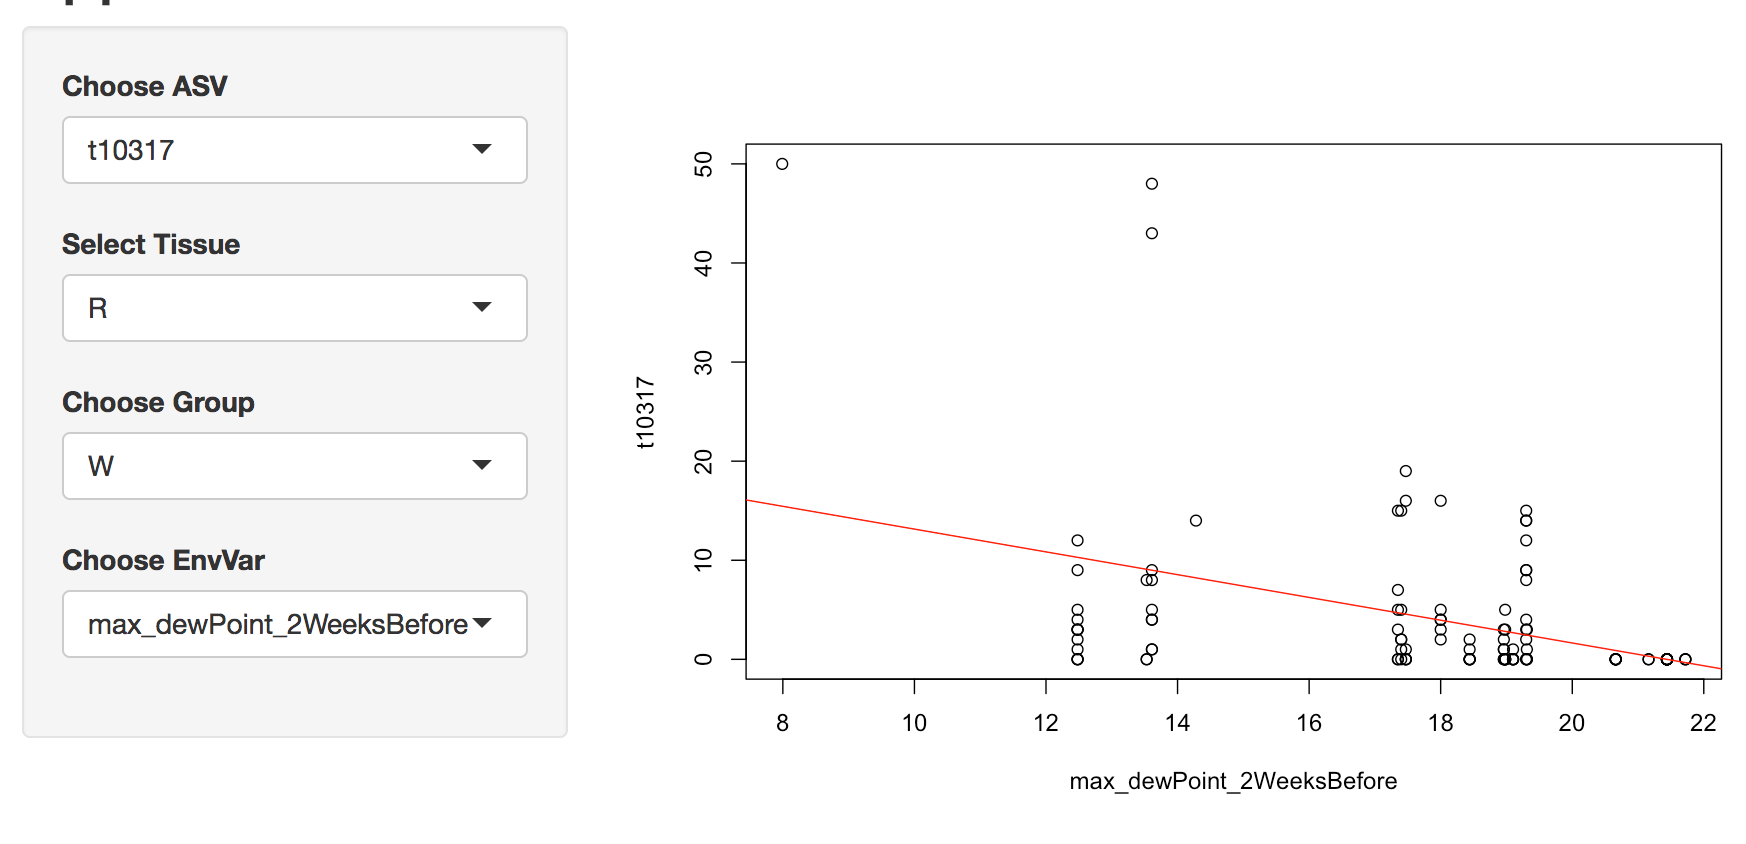 Choose ASV
t10317
Select Tissue
R
Choose Group
W
Choose EnvVar
max_dewPoint_2WeeksBefore
t10317
50
40
30
20
10
0
8 10 12 14 16 18 20 22
max_dewPoint_2WeeksBefore